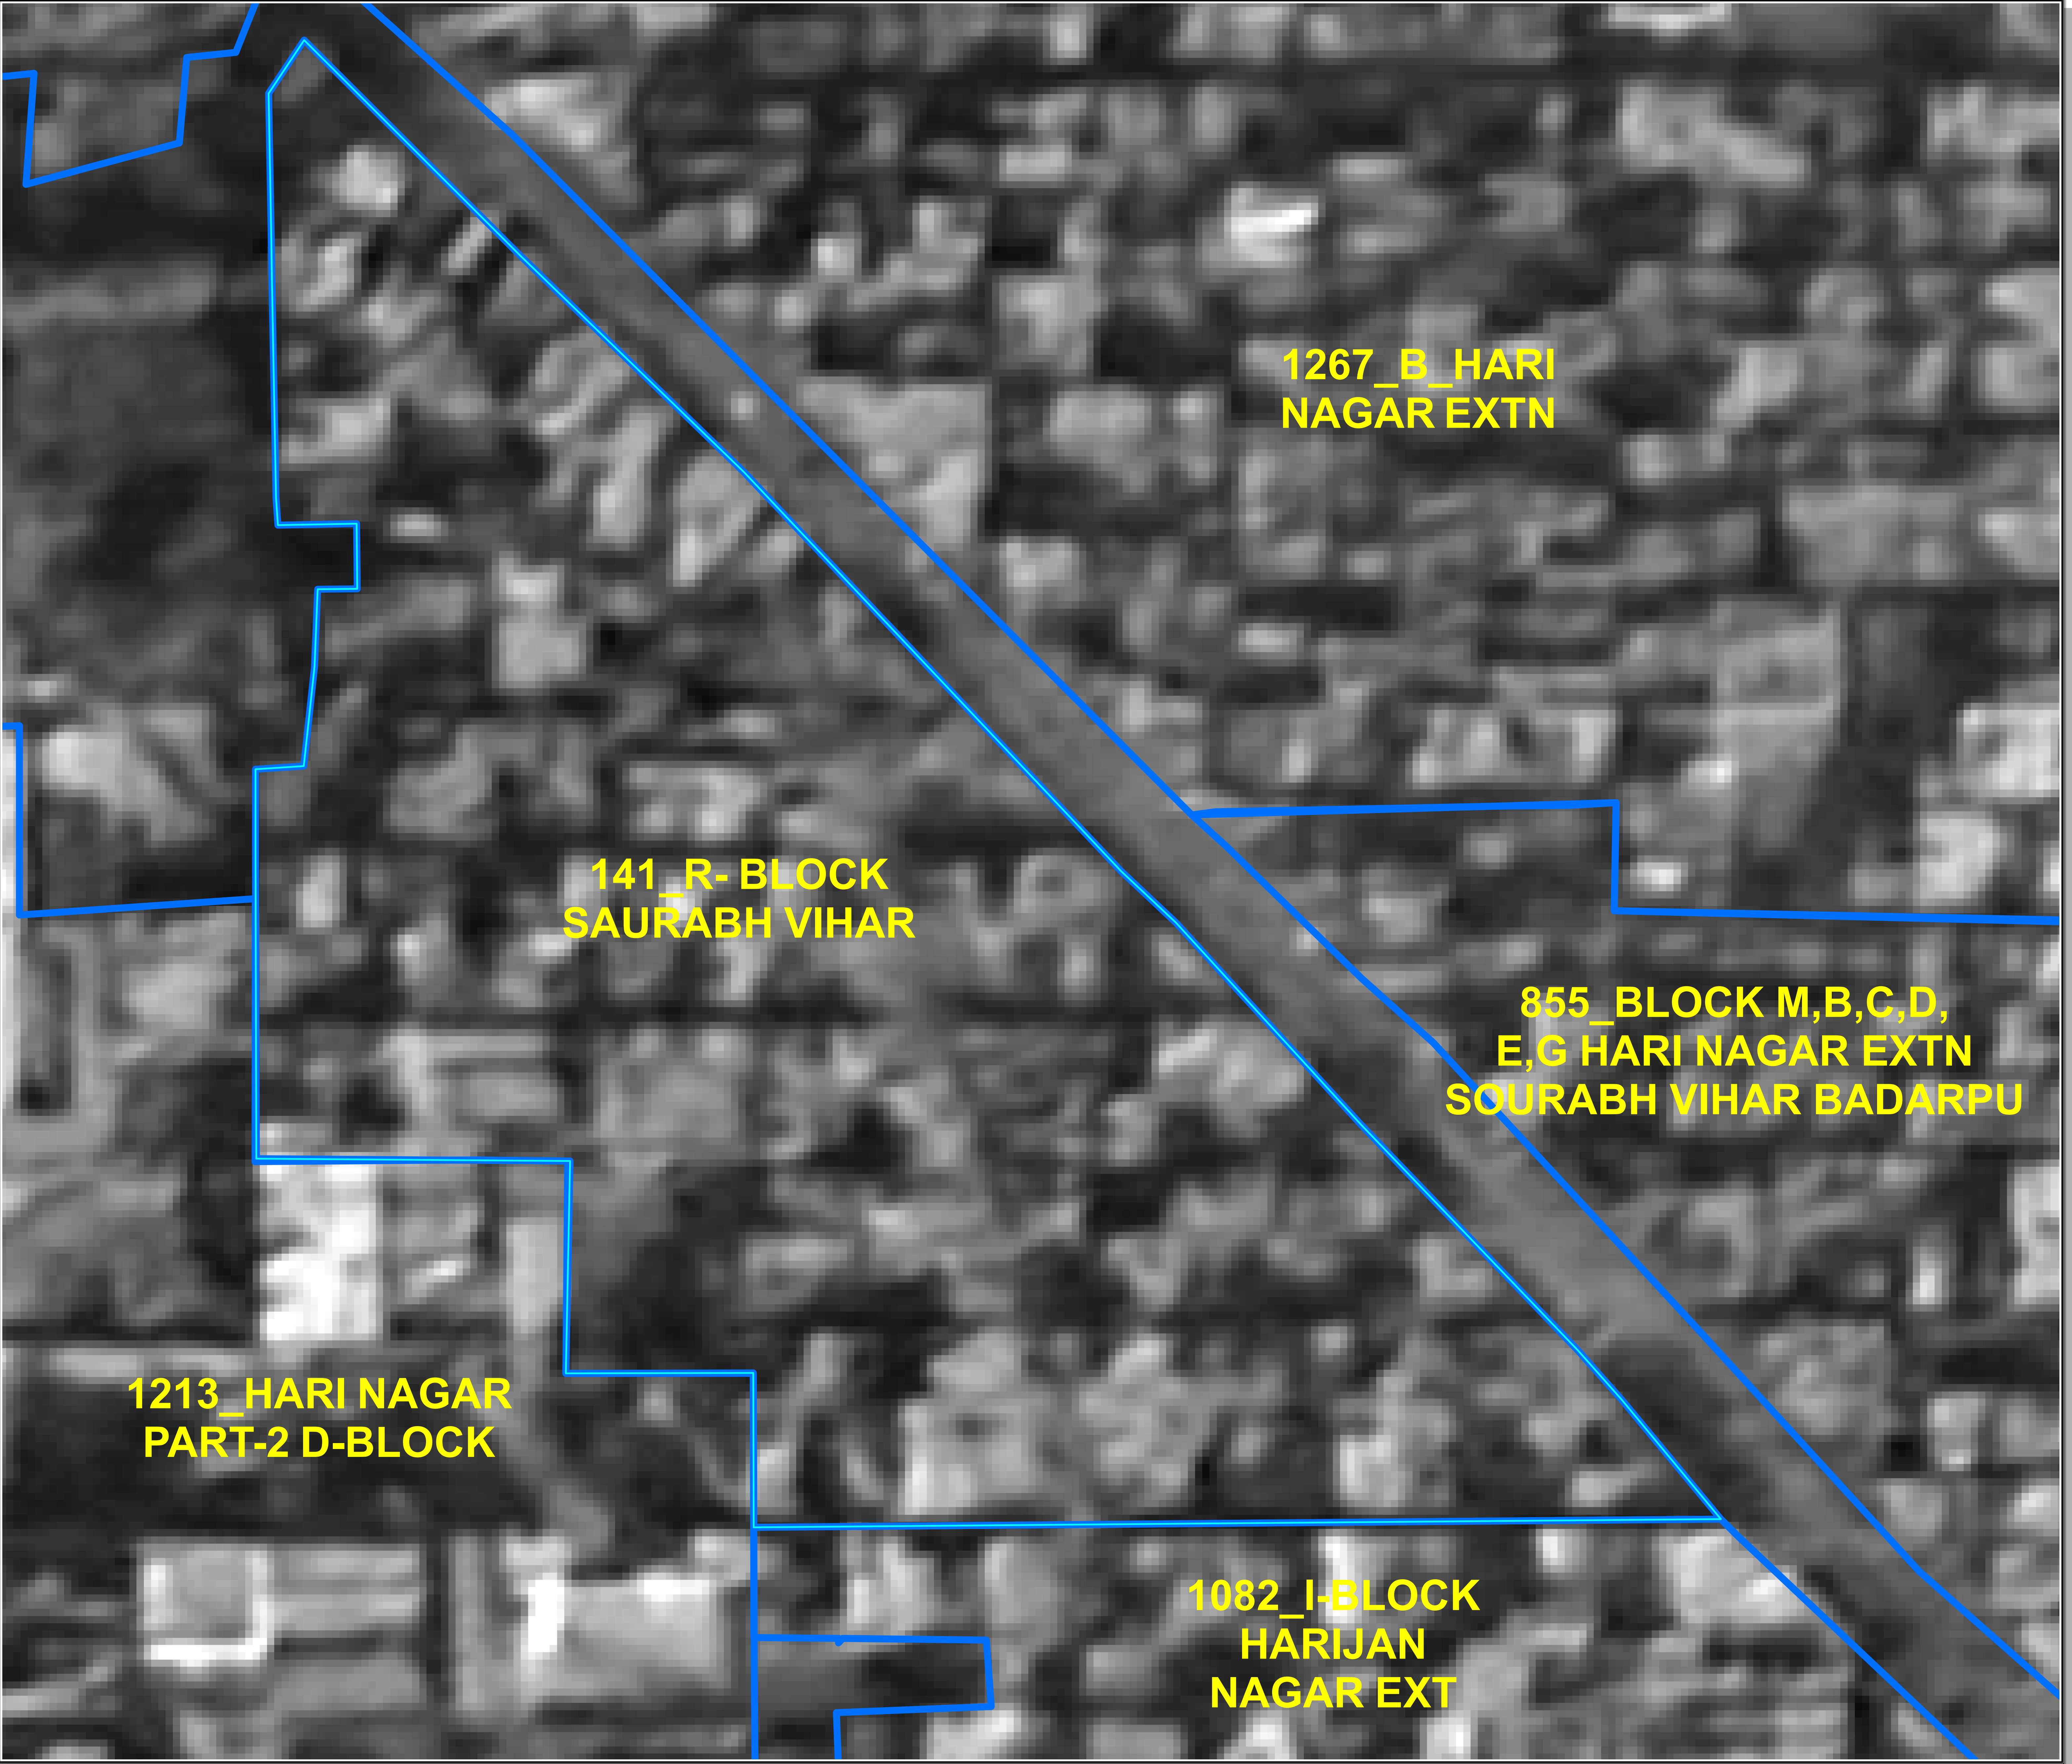 1267_B_HARI
NAGAR EXTN
141_R- BLOCK
SAURABH VIHAR
855_BLOCK M,B,C,D,
E,G HARI NAGAR EXTN
SOURABH VIHAR BADARPU
1213_HARI NAGAR
PART-2 D-BLOCK
1082_I-BLOCK
HARIJAN
NAGAR EXT